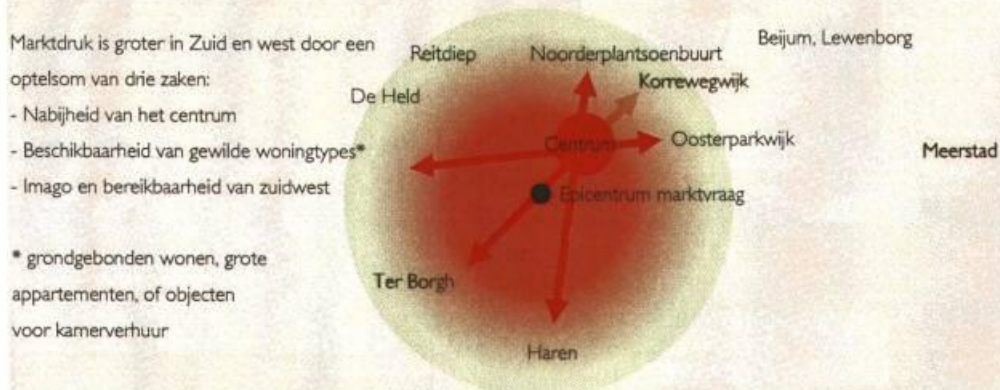 Marktdruk is groter in Zuid en west door een
optelsom van drie zaken:
- Nabijheid van het centrum
- Beschikbaarheid van gewilde woningtypes*
- Imago en bereikbaarheid van zuidwest
* grondgebonden wonen, grote
appartementen, of objecten
voor kamerverhuur
Reitdiep
Noorderplantsoenbuurt
Beijum, Lewenborg
De Held
Korrewegwijk
Centrum
Oosterparkwijk
Meerstad
Epicentrum marktvraag
Ter Borgh
Haren